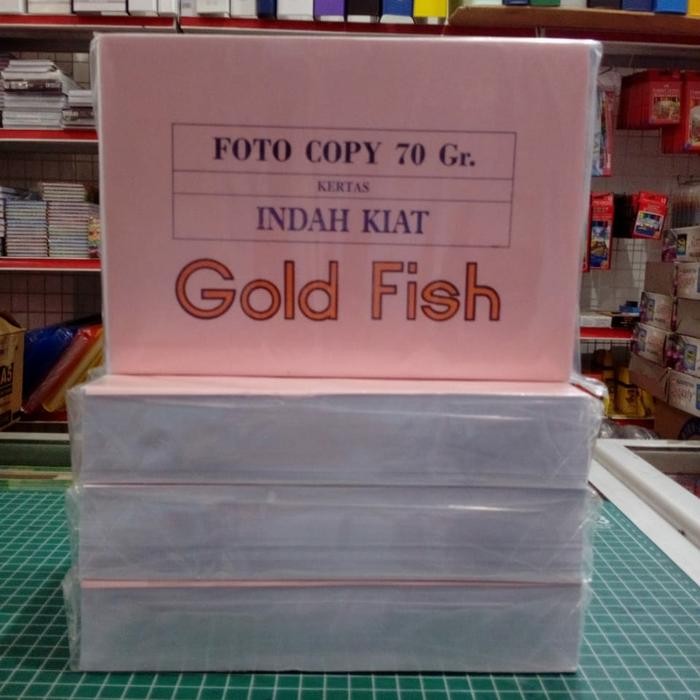 FOTO COPY 70 Gr.
KERTAS
INDAH KIAT
Gold Fish